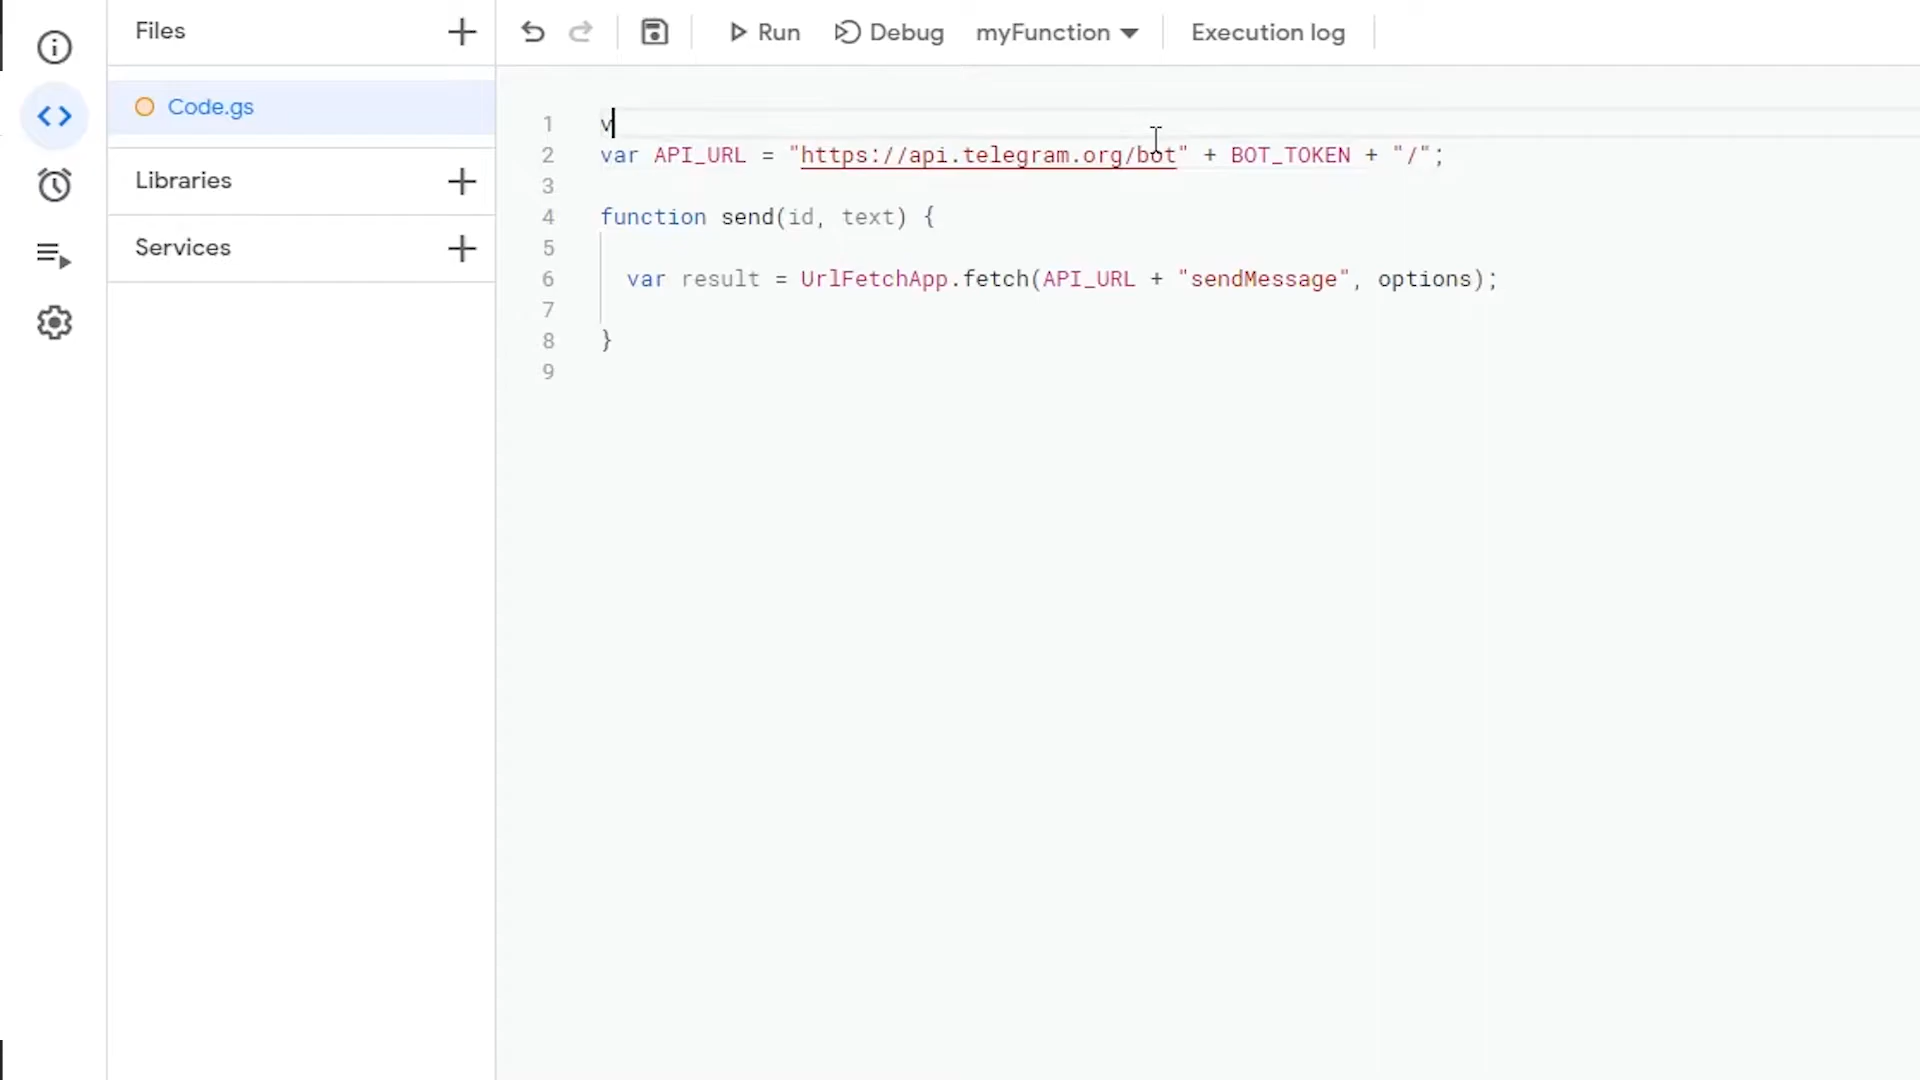 Files
Code.gs
Libraries
Services
Run Debug myFunction Execution log
1 v
2 var API_URL = "https://api.telegram.org/bot" + BOT_TOKEN + "/";
3
4 function send(id, text) {
5
6 var result = UrlFetchApp.fetch(API_URL + "sendMessage", options);
7
8 }
9